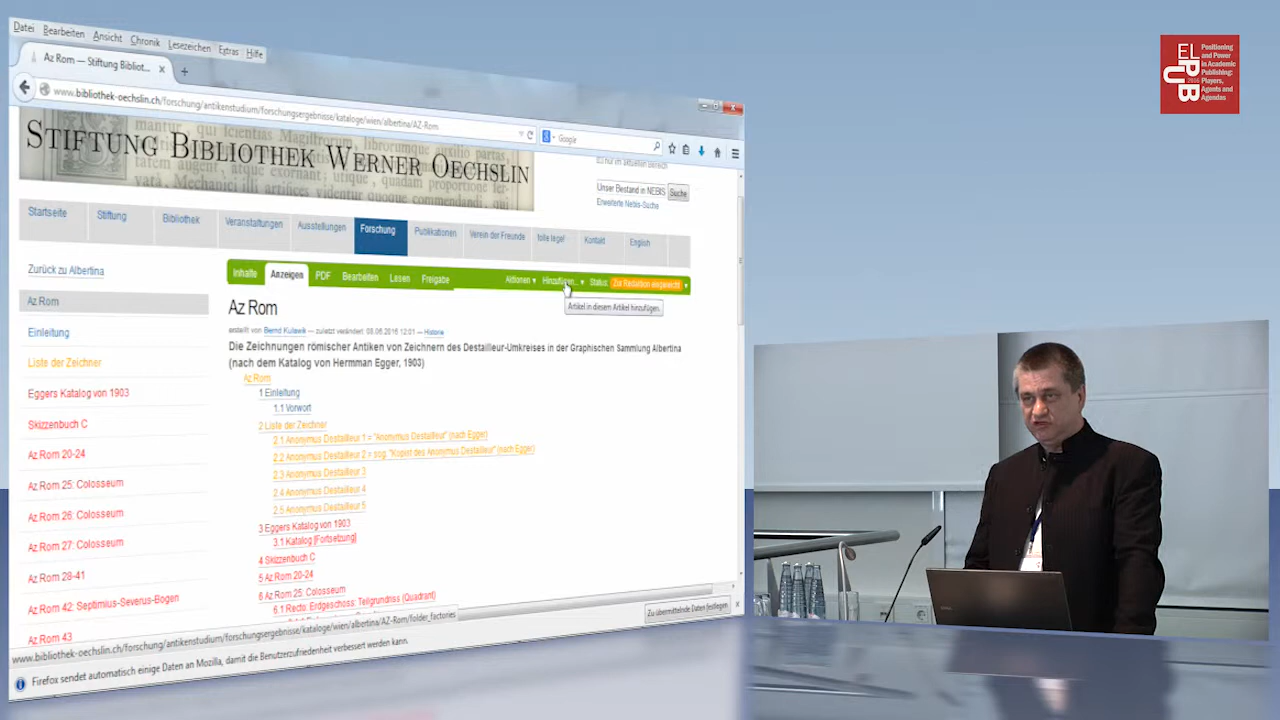 Datei Bearbeiten Ansicht Chronik Lesezeichen Extras Hilfe
Az Rom — Stiftung Bibliot...
www.bibliothek-oechslin.ch/forschung/antikenstudium/forschungsergebnisse/kataloge/wien/albertina/AZ-Rom
Google
STIFTUNG BIBLIOTHEK WERNER OECHSLIN
nur im aktuellen Bereich
Unser Bestand in NEBIS Suche
Erweiterte Nebis-Suche
Startseite Stiftung Bibliothek Veranstaltungen Ausstellungen Forschung Publikationen Verein der Freunde folle legal Kontakt English
Inhalte Anzeigen PDF Bearbeiten Lesen Freigabe Aktionen Hinzufügen... Status: Zur Redaktion eingereicht
Artikel in diesem Artikel hinzufügen.
Zurück zu Albertina
Az Rom
Einleitung
Liste der Zeichner
Eggers Katalog von 1903
Skizzenbuch C
Az Rom 20-24
Az Rom 25: Colosseum
Az Rom 26: Colosseum
Az Rom 27: Colosseum
Az Rom 28-41
Az Rom 42: Septimius-Severus-Bogen
Az Rom 43
Az Rom
erstellt von Bernd Kulawik — zuletzt verändert: 08.06.2016 12:01 — Historie
Die Zeichnungen römischer Antiken von Zeichnern des Destailleur-Umkreises in der Graphischen Sammlung Albertina
(nach dem Katalog von Hermman Egger, 1903)
Az Rom
1 Einleitung
1.1 Vorwort
2 Liste der Zeichner
2.1 Anonymus Destailleur 1 = "Anonymus Destailleur" (nach Egger)
2.2 Anonymus Destailleur 2 = sog. "Kopist des Anonymus Destailleur" (nach Egger)
2.3 Anonymus Destailleur 3
2.4 Anonymus Destailleur 4
2.5 Anonymus Destailleur 5
3 Eggers Katalog von 1903
3.1 Katalog [Fortsetzung]
4 Skizzenbuch C
5 Az Rom 20-24
6 Az Rom 25: Colosseum
6.1 Recto: Erdgeschoss: Teilgrundriss (Quadrant)
www.bibliothek-oechslin.ch/forschung/antikenstudium/forschungsergebnisse/kataloge/wien/albertina/AZ-Rom/folder_factories
Firefox sendet automatisch einige Daten an Mozilla, damit die Benutzerzufriedenheit verbessert werden kann.
Zu übermittelnde Daten festlegen
ELPUB
2016
Positioning
and Power
in Academic
Publishing:
Players,
Agents and
Agendas